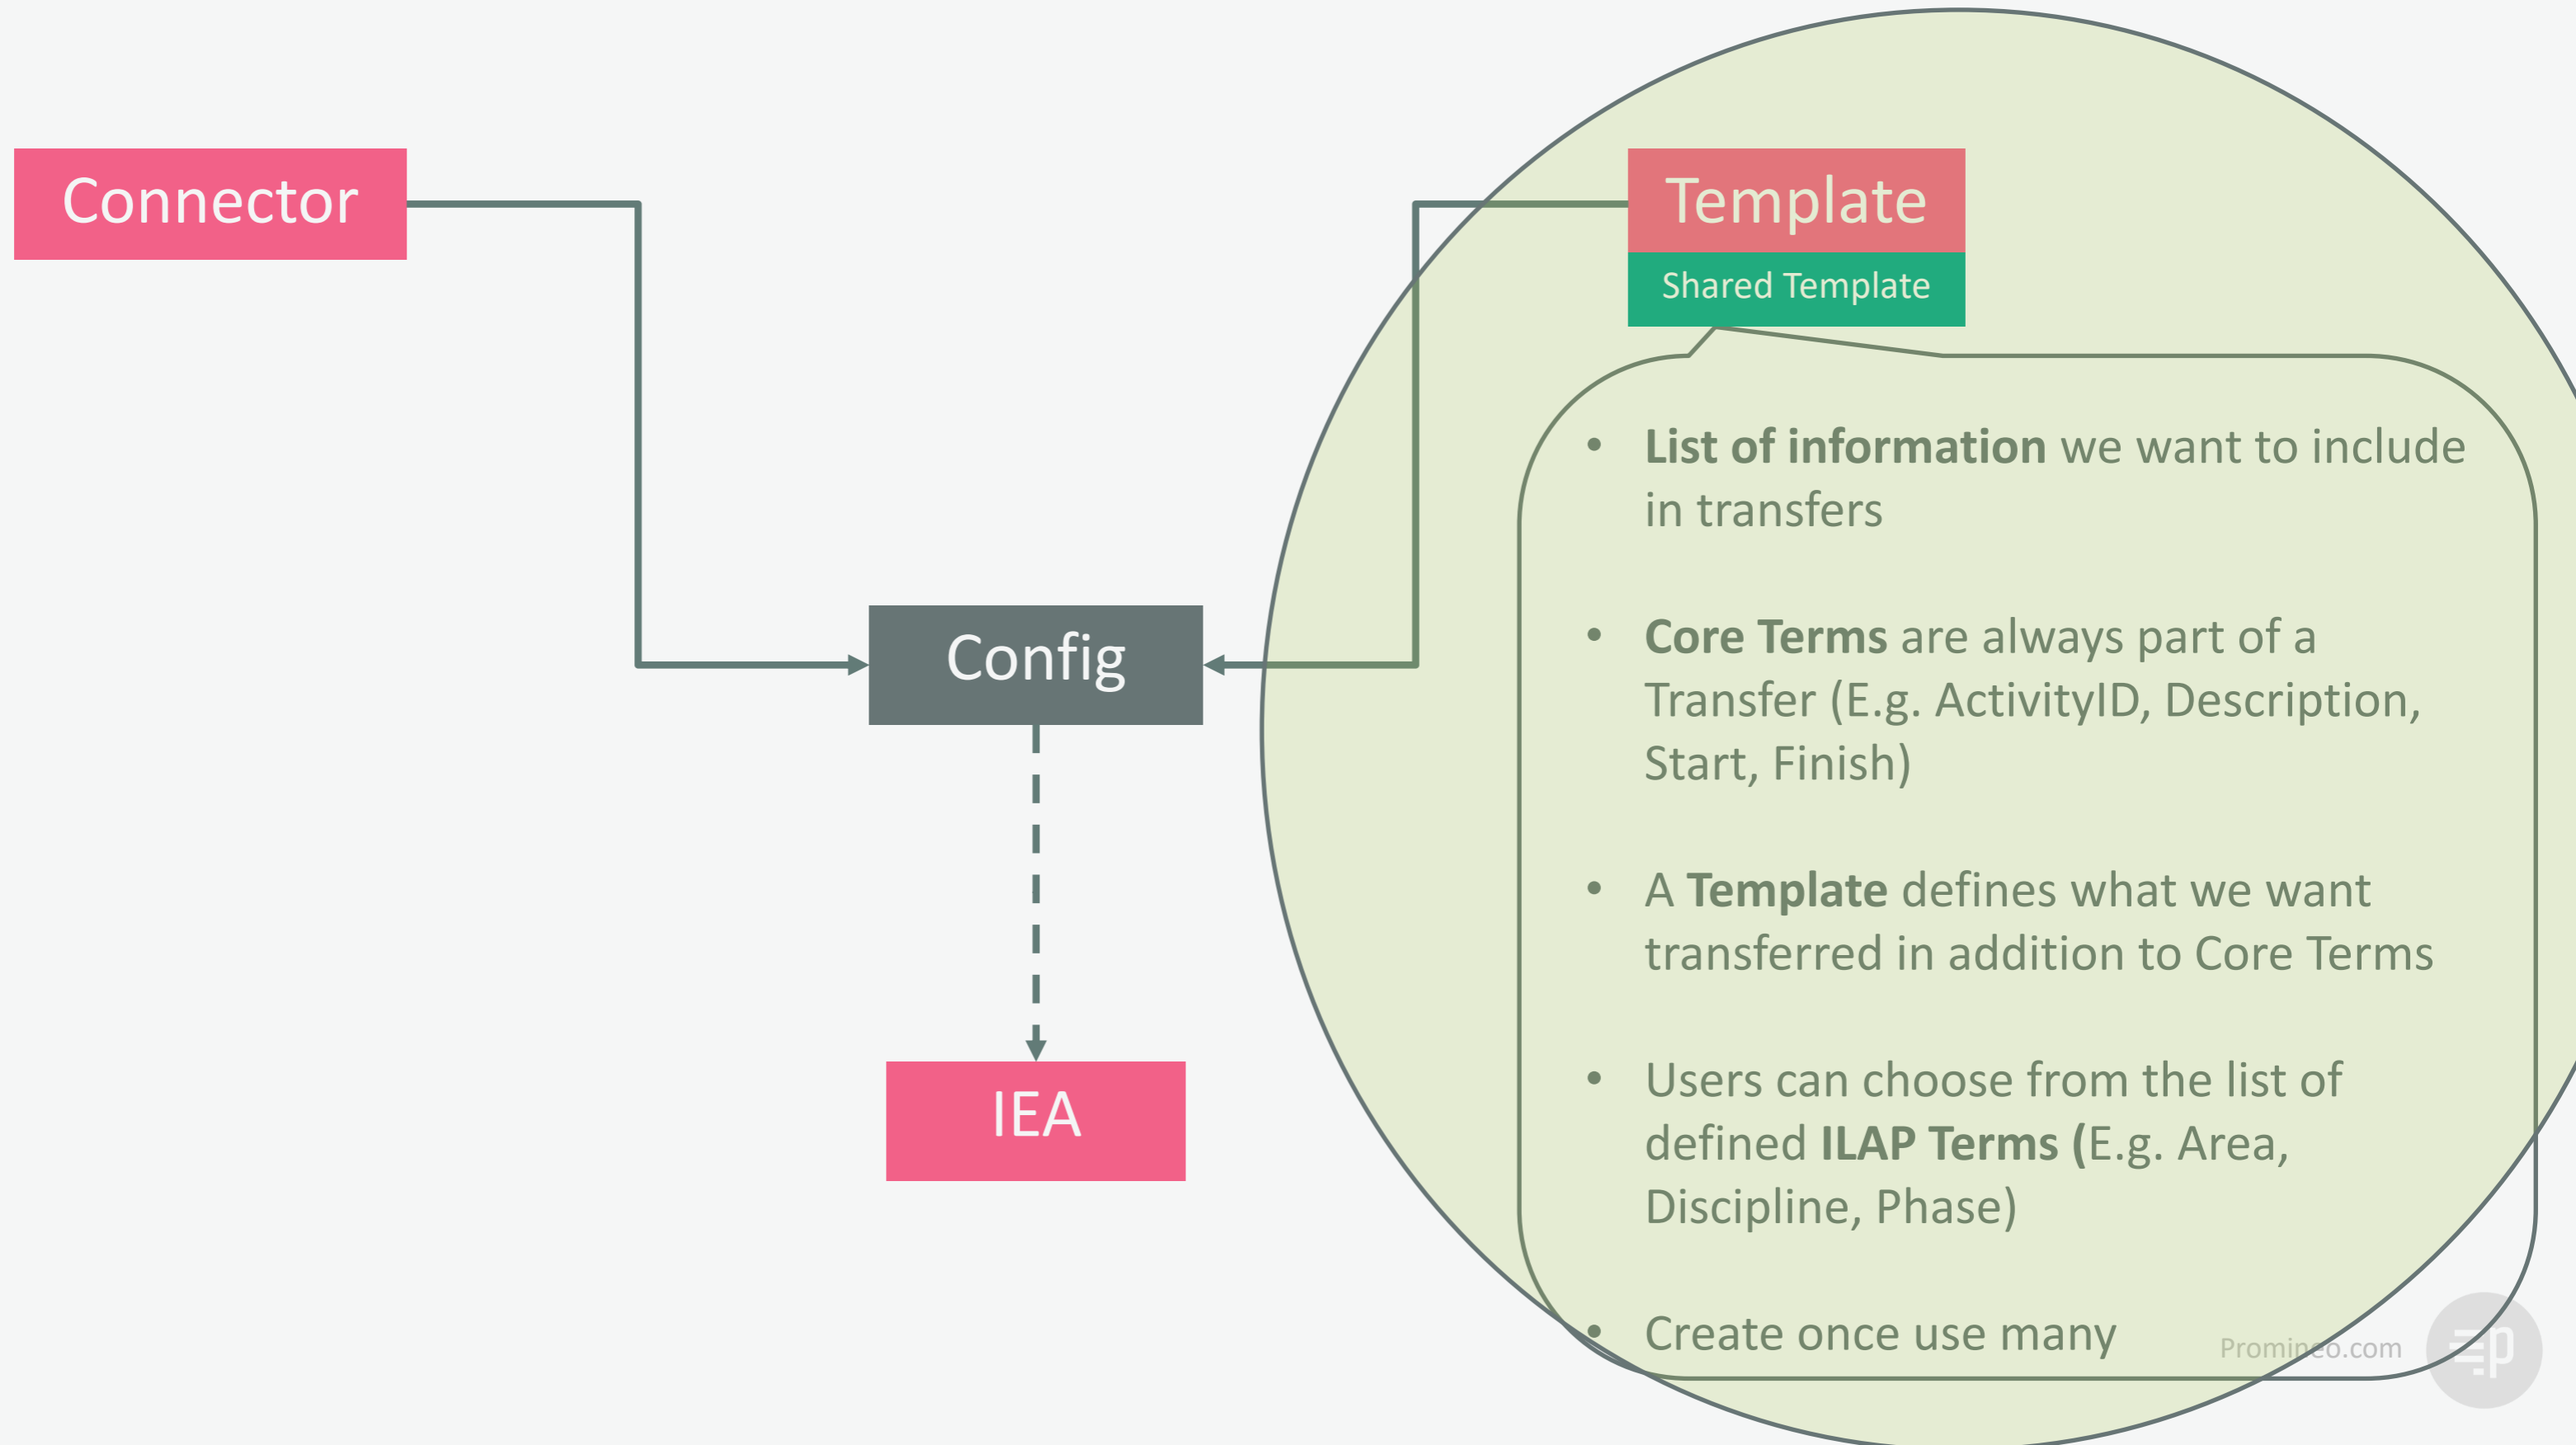 Connector
Template
Shared Template
• List of information we want to include
in transfers
• Core Terms are always part of a
Transfer (E.g. ActivityID, Description,
Start, Finish)
Config
• A Template defines what we want
transferred in addition to Core Terms
• Users can choose from the list of
defined ILAP Terms (E.g. Area,
Discipline, Phase)
IEA
• Create once use many
Promineo.com